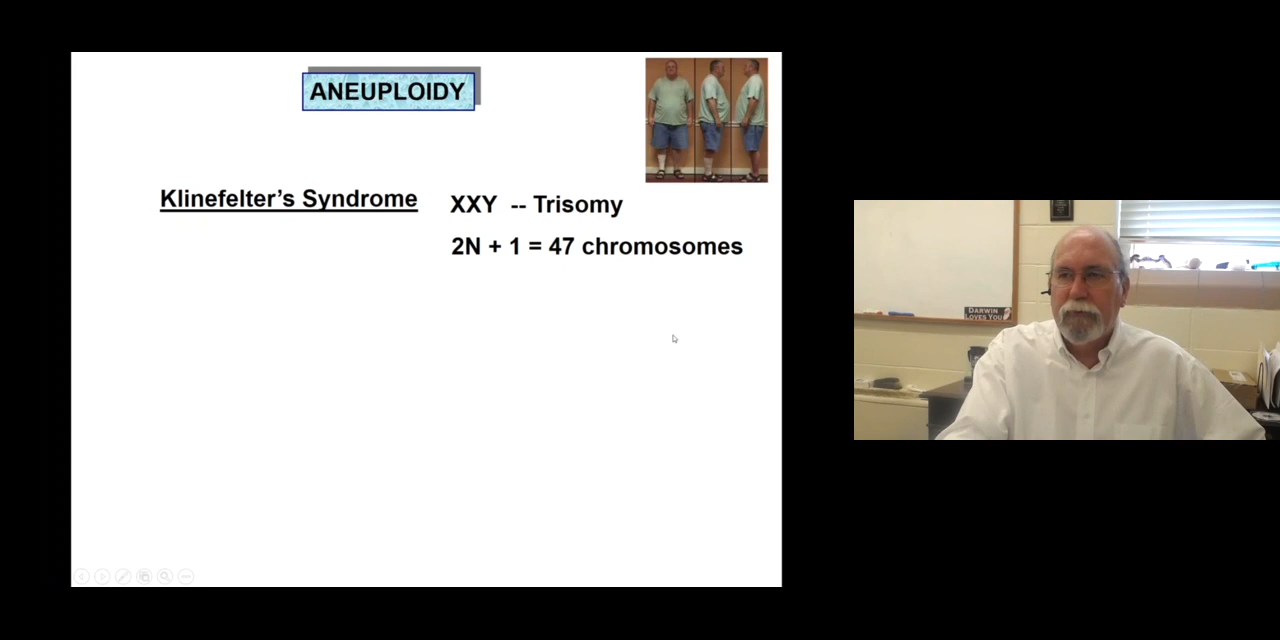 ANEUPLOIDY
Klinefelter's Syndrome
XXY -- Trisomy
2N + 1 = 47 chromosomes
DARWIN
LOVES YOU